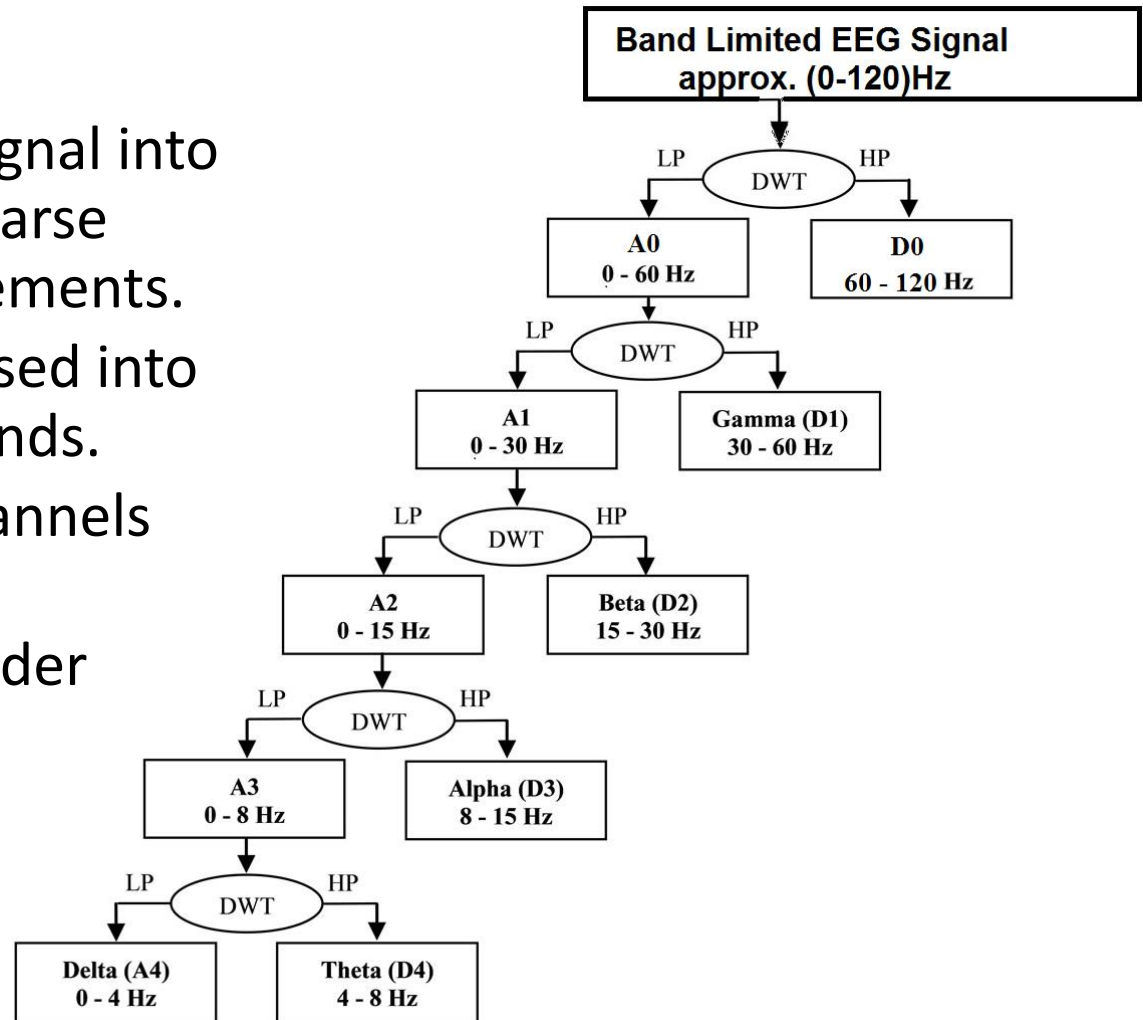 gnal into
arse
ements.
sed into
nds.
annels
der
Band Limited EEG Signal
approx. (0-120)Hz
LP
HP
DWT
A0
0 - 60 Hz
D0
60 - 120 Hz
LP
HP
DWT
A1
0 - 30 Hz
Gamma (D1)
30 - 60 Hz
LP
HP
DWT
A2
0 - 15 Hz
Beta (D2)
15 - 30 Hz
LP
HP
DWT
A3
0 - 8 Hz
Alpha (D3)
8 - 15 Hz
LP
HP
DWT
Delta (A4)
0 - 4 Hz
Theta (D4)
4 - 8 Hz